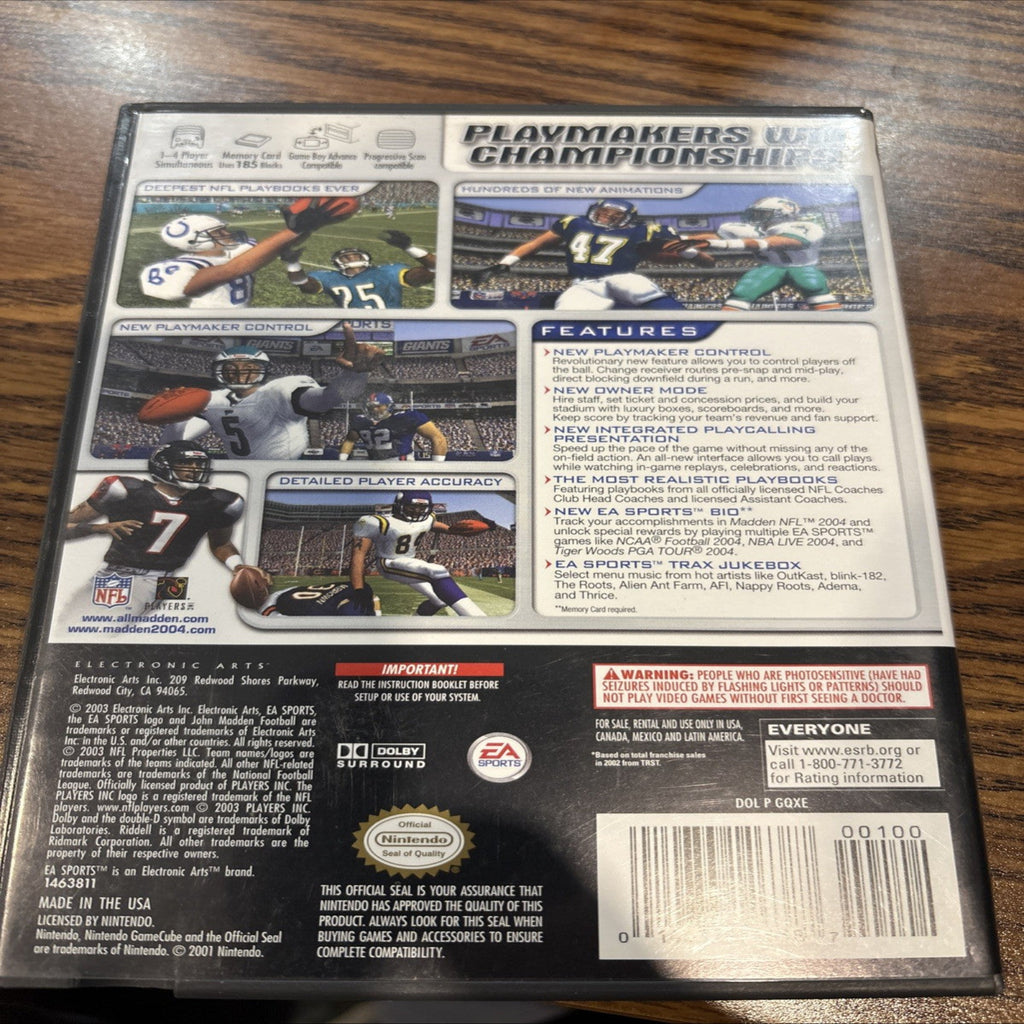 PLAYMAKERS WIN
CHAMPIONSHIPS
1–4 Player
Simultaneous
Memory Card
Uses 185 Blocks
Game Boy Advance
Compatible
Progressive Scan
compatible
DEEPEST NFL PLAYBOOKS EVER
HUNDREDS OF NEW ANIMATIONS
88
25
47
NEW PLAYMAKER CONTROL
GIANTS
GIANTS
EA SPORTS
5
92
7
DETAILED PLAYER ACCURACY
NFL
PLAYERS INC
www.allmadden.com
www.madden2004.com
FEATURES
NEW PLAYMAKER CONTROL
Revolutionary new feature allows you to control players off
the ball. Change receiver routes pre-snap and mid-play,
direct blocking downfield during a run, and more.
NEW OWNER MODE
Hire staff, set ticket and concession prices, and build your
stadium with luxury boxes, scoreboards, and more.
Keep score by tracking your team's revenue and fan support.
NEW INTEGRATED PLAYCALLING
PRESENTATION
Speed up the pace of the game without missing any of the
on-field action. An all-new interface allows you to call plays
while watching in-game replays, celebrations, and reactions.
THE MOST REALISTIC PLAYBOOKS
Featuring playbooks from all officially licensed NFL Coaches
Club Head Coaches and licensed Assistant Coaches.
NEW EA SPORTS™ BIO**
Track your accomplishments in Madden NFL™ 2004 and
unlock special rewards by playing multiple EA SPORTS™
games like NCAA® Football 2004, NBA LIVE 2004, and
Tiger Woods PGA TOUR® 2004.
EA SPORTS™ TRAX JUKEBOX
Select menu music from hot artists like OutKast, blink-182,
The Roots, Alien Ant Farm, AFI, Nappy Roots, Adema,
and Thrice.
**Memory Card required.
ELECTRONIC ARTS™
Electronic Arts Inc. 209 Redwood Shores Parkway,
Redwood City, CA 94065.
© 2003 Electronic Arts Inc. Electronic Arts, EA SPORTS,
the EA SPORTS logo and John Madden Football are
trademarks or registered trademarks of Electronic Arts
Inc. in the U.S. and/or other countries. All rights reserved.
© 2003 NFL Properties LLC. Team names/logos are
trademarks of the teams indicated. All other NFL-related
trademarks are trademarks of the National Football
League. Officially licensed product of PLAYERS INC. The
PLAYERS INC logo is a registered trademark of the NFL
players. www.nflplayers.com © 2003 PLAYERS INC.
Dolby and the double-D symbol are trademarks of Dolby
Laboratories. Riddell is a registered trademark of
Ridmark Corporation. All other trademarks are the
property of their respective owners.
EA SPORTS™ is an Electronic Arts™ brand.
1463811
MADE IN THE USA
LICENSED BY NINTENDO.
Nintendo, Nintendo GameCube and the Official Seal
are trademarks of Nintendo. © 2001 Nintendo.
IMPORTANT!
READ THE INSTRUCTION BOOKLET BEFORE
SETUP OR USE OF YOUR SYSTEM.
DOLBY
SURROUND
EA
SPORTS
Official
Nintendo
Seal of Quality
THIS OFFICIAL SEAL IS YOUR ASSURANCE THAT
NINTENDO HAS APPROVED THE QUALITY OF THIS
PRODUCT. ALWAYS LOOK FOR THIS SEAL WHEN
BUYING GAMES AND ACCESSORIES TO ENSURE
COMPLETE COMPATIBILITY.
WARNING: PEOPLE WHO ARE PHOTOSENSITIVE (HAVE HAD
SEIZURES INDUCED BY FLASHING LIGHTS OR PATTERNS) SHOULD
NOT PLAY VIDEO GAMES WITHOUT FIRST SEEING A DOCTOR.
FOR SALE, RENTAL AND USE ONLY IN USA,
CANADA, MEXICO AND LATIN AMERICA.
*Based on total franchise sales
in 2002 from TRST.
EVERYONE
Visit www.esrb.org or
call 1-800-771-3772
for Rating information
DOL P GQXE
00100
0
7